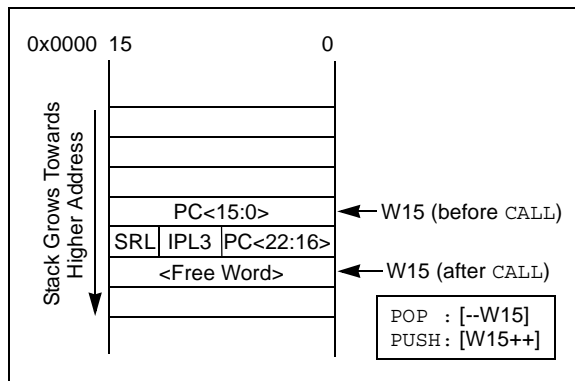 0x0000 15 0
Stack Grows Towards
Higher Address
PC<15:0>
W15 (before CALL)
SRL IPL3 PC<22:16>
<Free Word>
W15 (after CALL)
POP : [--W15]
PUSH: [W15++]